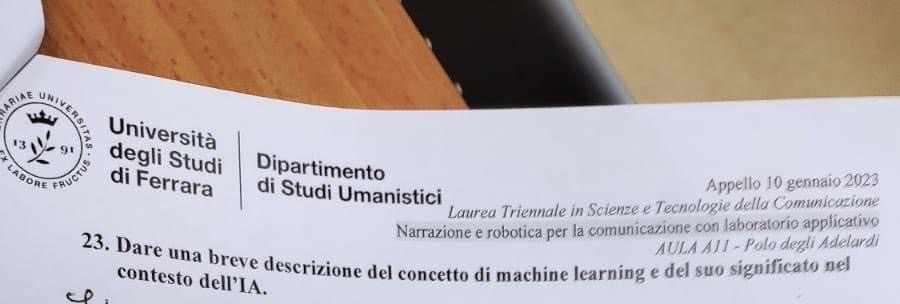 ARIAE UNIVERSITAS · EX LABORE FRUCTUS ·
13 91
Università
degli Studi
di Ferrara
Dipartimento
di Studi Umanistici
Appello 10 gennaio 2023
Laurea Triennale in Scienze e Tecnologie della Comunicazione
Narrazione e robotica per la comunicazione con laboratorio applicativo
AULA A11 - Polo degli Adelardi
23. Dare una breve descrizione del concetto di machine learning e del suo significato nel
contesto dell'IA.